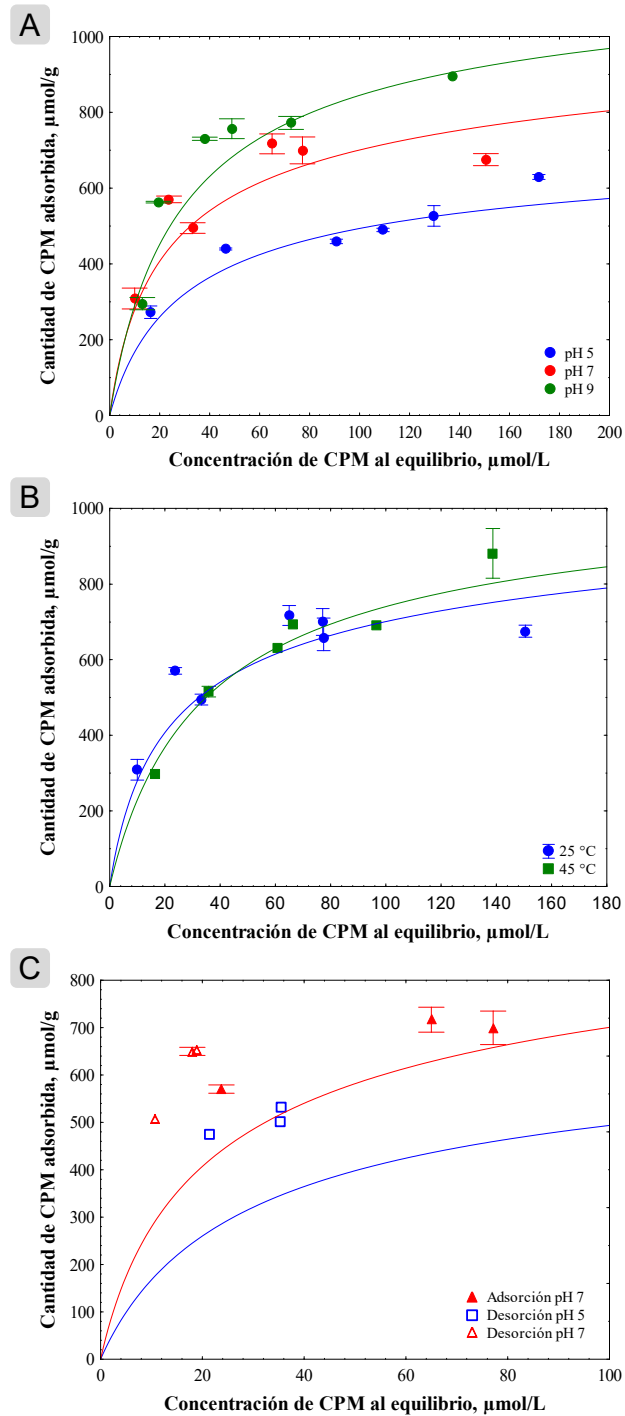 A
Cantidad de CPM adsorbida, µmol/g
1000
800
600
400
200
0
0 20 40 60 80 100 120 140 160 180 200
pH 5
pH 7
pH 9
Concentración de CPM al equilibrio, µmol/L
B
Cantidad de CPM adsorbida, µmol/g
1000
800
600
400
200
0
0 20 40 60 80 100 120 140 160 180
25 °C
45 °C
Concentración de CPM al equilibrio, µmol/L
C
Cantidad de CPM adsorbida, µmol/g
800
700
600
500
400
300
200
100
0
0 20 40 60 80 100
Adsorción pH 7
Desorción pH 5
Desorción pH 7
Concentración de CPM al equilibrio, µmol/L